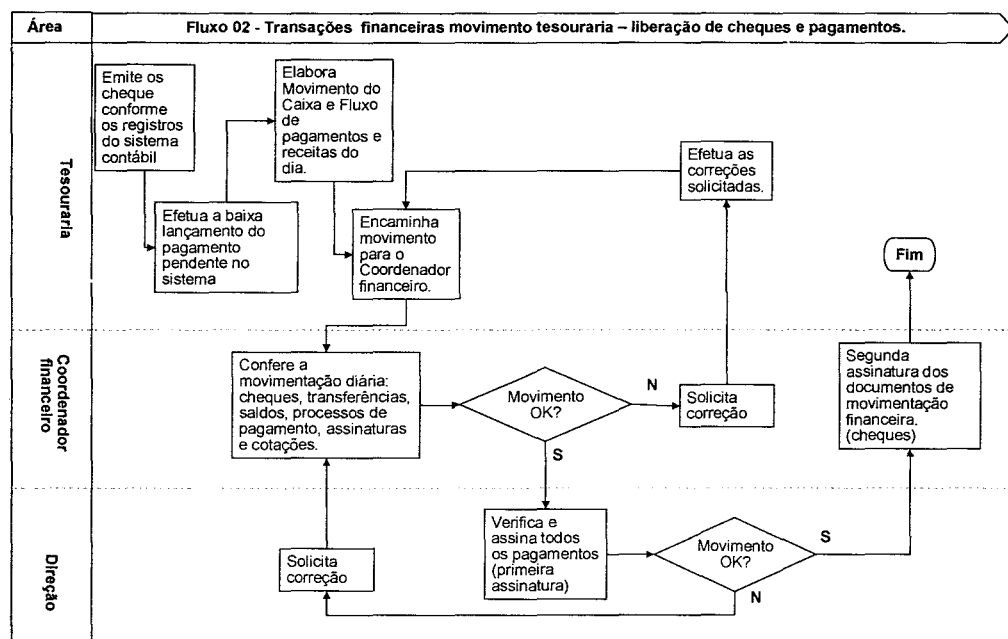 Área
Fluxo 02 - Transações financeiras movimento tesouraria – liberação de cheques e pagamentos.
Tesouraria
Emite os
cheque
conforme
os registros
do sistema
contábil
Efetua a baixa
lançamento do
pagamento
pendente no
sistema
Elabora
Movimento do
Caixa e Fluxo
de
pagamentos e
receitas do
dia.
Encaminha
movimento
para o
Coordenador
financeiro.
Efetua as
correções
solicitadas.
Fim
Coordenador
financeiro
Confere a
movimentação diária:
cheques, transferências,
saldos, processos de
pagamento, assinaturas
e cotações.
Movimento
OK?
N
S
Solicita
correção
Segunda
assinatura dos
documentos de
movimentação
financeira.
(cheques)
Direção
Solicita
correção
Verifica e
assina todos
os pagamentos
(primeira
assinatura)
Movimento
OK?
S
N